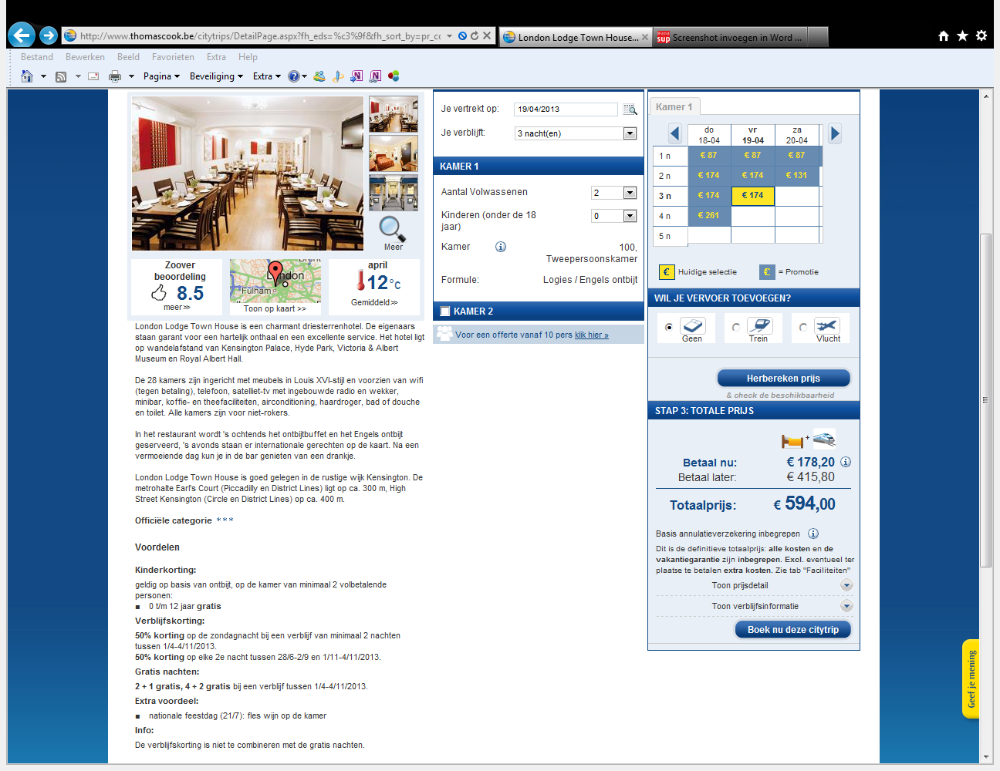 http://www.thomascook.be/citytrips/DetailPage.aspx?fh_eds=%c3%9f&fh_sort_by=pr_cc
London Lodge Town House...
Screenshot invoegen in Word ...
Bestand Bewerken Beeld Favorieten Extra Help
Pagina Beveiliging Extra
Meer
Zoover
beoordeling
8.5
meer >>
London
Fulham
Toon op kaart >>
april
12°C
Gemiddeld >>
London Lodge Town House is een charmant driesterrenhotel. De eigenaars
staan garant voor een hartelijk onthaal en een excellente service. Het hotel ligt
op wandelafstand van Kensington Palace, Hyde Park, Victoria & Albert
Museum en Royal Albert Hall.
De 28 kamers zijn ingericht met meubels in Louis XVI-stijl en voorzien van wifi
(tegen betaling), telefoon, satelliet-tv met ingebouwde radio en wekker,
minibar, koffie- en theefaciliteiten, airconditioning, haardroger, bad of douche
en toilet. Alle kamers zijn voor niet-rokers.
In het restaurant wordt 's ochtends het ontbijtbuffet en het Engels ontbijt
geserveerd, 's avonds staan er internationale gerechten op de kaart. Na een
vermoeiende dag kun je in de bar genieten van een drankje.
London Lodge Town House is goed gelegen in de rustige wijk Kensington. De
metrohalte Earl's Court (Piccadilly en District Lines) ligt op ca. 300 m, High
Street Kensington (Circle en District Lines) op ca. 400 m.
Officiële categorie ***
Voordelen
Kinderkorting:
geldig op basis van ontbijt, op de kamer van minimaal 2 volbetalende
personen:
■ 0 t/m 12 jaar gratis
Verblijfskorting:
50% korting op de zondagnacht bij een verblijf van minimaal 2 nachten
tussen 1/4-4/11/2013.
50% korting op elke 2e nacht tussen 28/6-2/9 en 1/11-4/11/2013.
Gratis nachten:
2 + 1 gratis, 4 + 2 gratis bij een verblijf tussen 1/4-4/11/2013.
Extra voordeel:
■ nationale feestdag (21/7): fles wijn op de kamer
Info:
De verblijfskorting is niet te combineren met de gratis nachten.
Je vertrekt op: 19/04/2013
Je verblijft: 3 nacht(en)
KAMER 1
Aantal Volwassenen 2
Kinderen (onder de 18
jaar) 0
Kamer 100,
Tweepersoonskamer
Formule: Logies / Engels ontbijt
KAMER 2
Voor een offerte vanaf 10 pers klik hier »
Kamer 1
do vr za
18-04 19-04 20-04
1 n € 87 € 87 € 87
2 n € 174 € 174 € 131
3 n € 174 € 174
4 n € 261
5 n
€ Huidige selectie € = Promotie
WIL JE VERVOER TOEVOEGEN?
Geen Trein Vlucht
Herbereken prijs
& check de beschikbaarheid
STAP 3: TOTALE PRIJS
+
Betaal nu: € 178,20
Betaal later: € 415,80
Totaalprijs: € 594,00
Basis annulatieverzekering inbegrepen
Dit is de definitieve totaalprijs: alle kosten en de
vakantiegarantie zijn inbegrepen. Excl. eventueel ter
plaatse te betalen extra kosten. Zie tab "Faciliteiten"
Toon prijsdetail
Toon verblijfsinformatie
Boek nu deze citytrip
Geef je mening